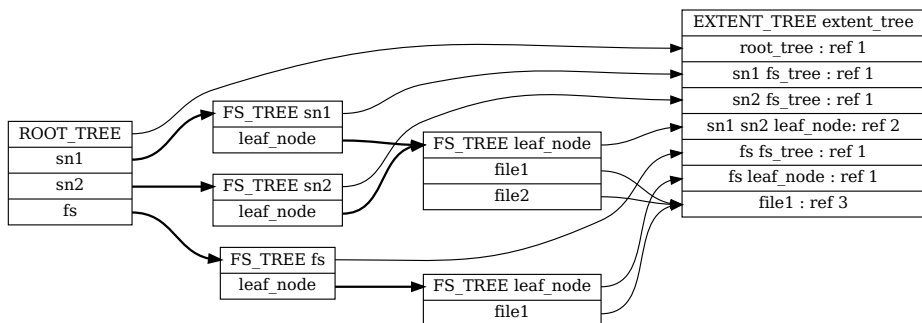 ROOT_TREE
sn1
sn2
fs
FS_TREE sn1
leaf_node
FS_TREE sn2
leaf_node
FS_TREE fs
leaf_node
FS_TREE leaf_node
file1
file2
FS_TREE leaf_node
file1
EXTENT_TREE extent_tree
root_tree : ref 1
sn1 fs_tree : ref 1
sn2 fs_tree : ref 1
sn1 sn2 leaf_node: ref 2
fs fs_tree : ref 1
fs leaf_node : ref 1
file1 : ref 3